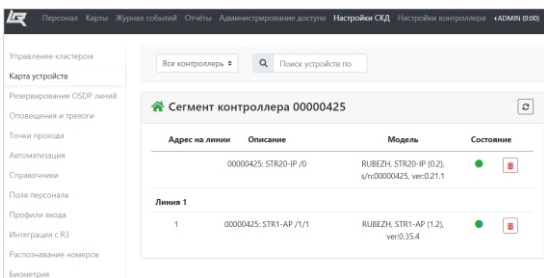 Персонал Карты Журнал событий Отчёты Администрирование доступа Настройки СКД Настройки контроллера ADMIN (0:00)
Управление кластером
Карта устройств
Резервирование OSDP линий
Оповещения и тревоги
Точки прохода
Автоматизация
Справочники
Поля персонала
Профили входа
Интеграция с R3
Распознавание номеров
Биометрия
Все контроллеры
Поиск устройств по
Сегмент контроллера 00000425
Адрес на линии Описание Модель Состояние
00000425: STR20-IP /0 RUBEZH, STR20-IP (0.2),
s/n:00000425, ver:0.21.1
Линия 1
1 00000425: STR1-AP /1/1 RUBEZH, STR1-AP (1.2),
ver:0.35.4